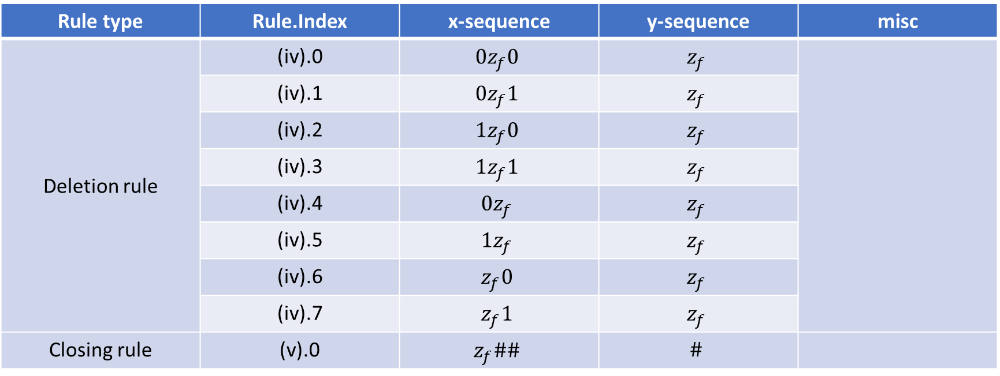 Rule type Rule.Index x-sequence y-sequence misc
(iv).0 0z_f0 z_f
(iv).1 0z_f1 z_f
(iv).2 1z_f0 z_f
(iv).3 1z_f1 z_f
Deletion rule
(iv).4 0z_f z_f
(iv).5 1z_f z_f
(iv).6 z_f0 z_f
(iv).7 z_f1 z_f
Closing rule (v).0 z_f## #